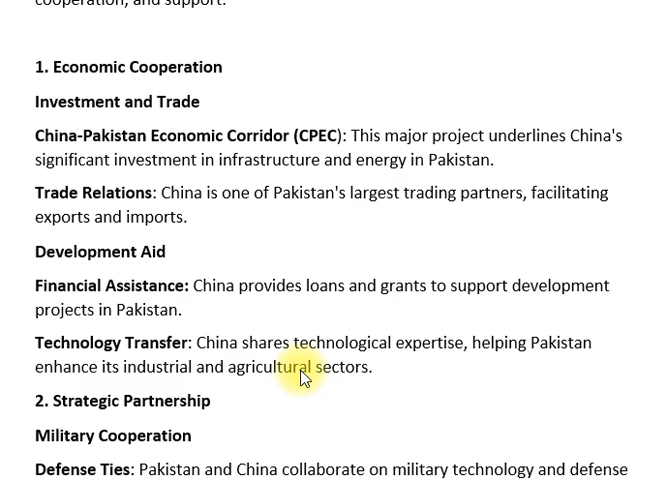 cooperation, and support.
1. Economic Cooperation
Investment and Trade
China-Pakistan Economic Corridor (CPEC): This major project underlines China's
significant investment in infrastructure and energy in Pakistan.
Trade Relations: China is one of Pakistan's largest trading partners, facilitating
exports and imports.
Development Aid
Financial Assistance: China provides loans and grants to support development
projects in Pakistan.
Technology Transfer: China shares technological expertise, helping Pakistan
enhance its industrial and agricultural sectors.
2. Strategic Partnership
Military Cooperation
Defense Ties: Pakistan and China collaborate on military technology and defense